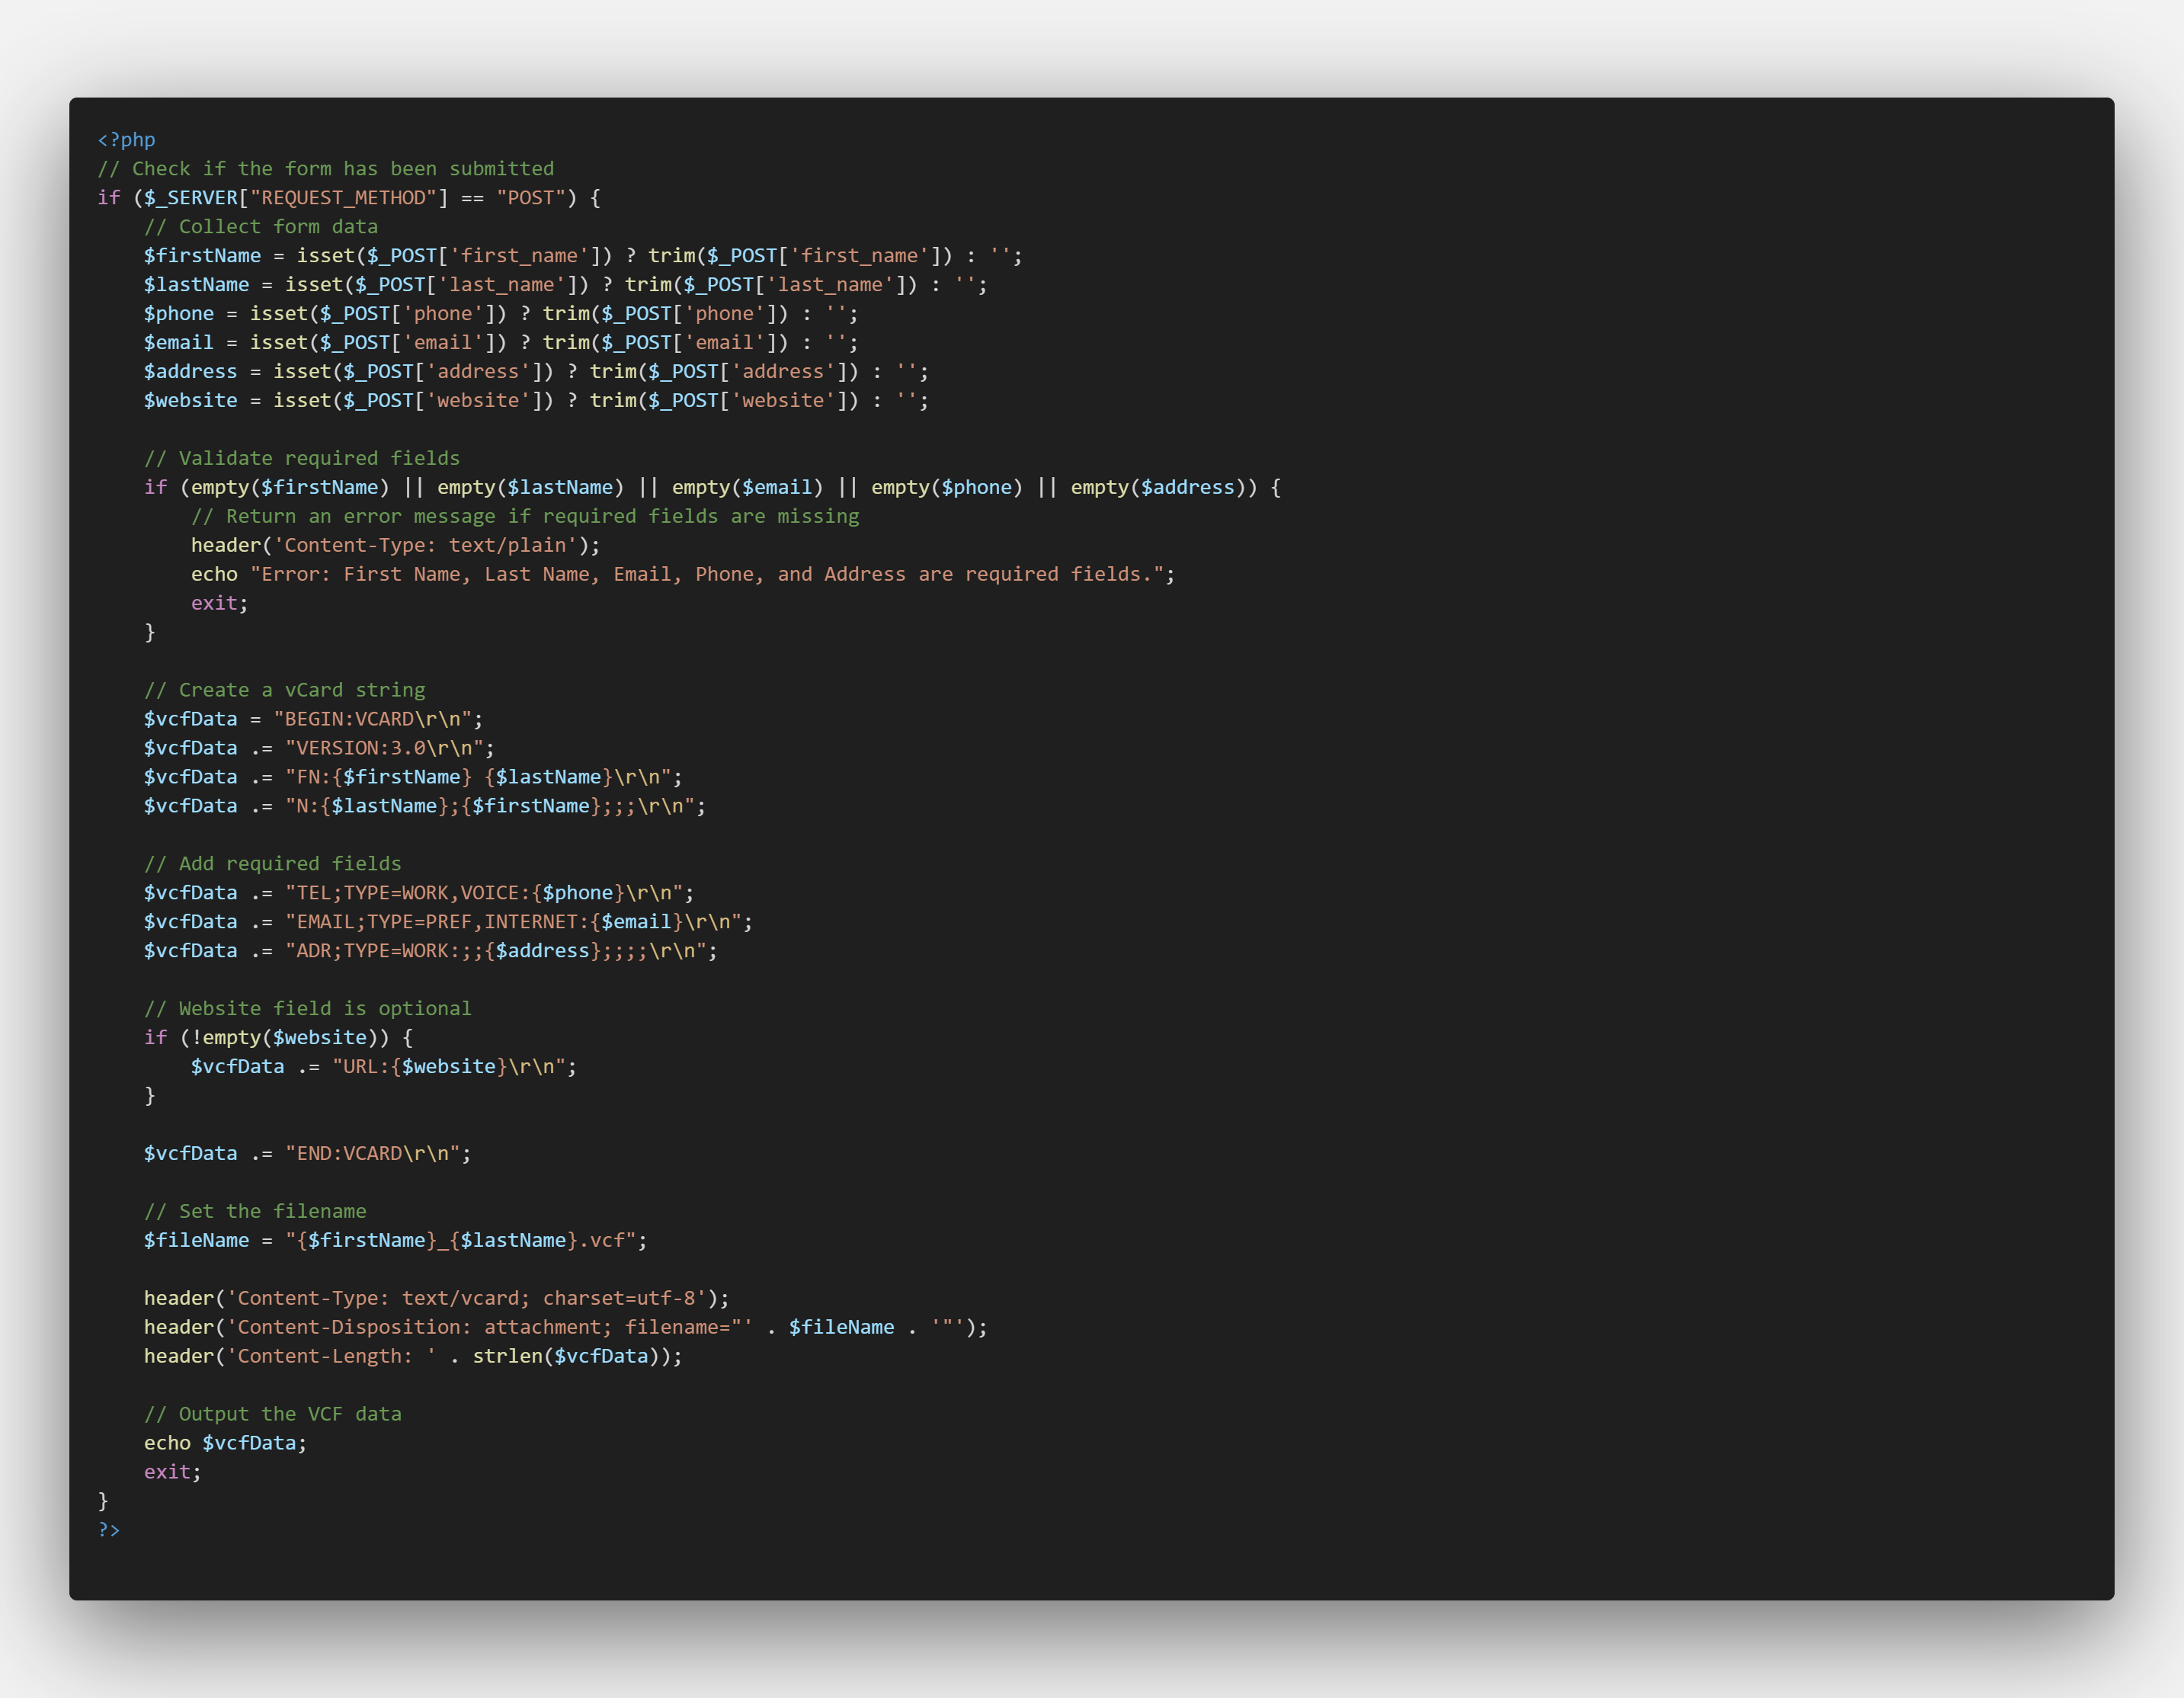 <?php
// Check if the form has been submitted
if ($_SERVER["REQUEST_METHOD"] == "POST") {
    // Collect form data
    $firstName = isset($_POST['first_name']) ? trim($_POST['first_name']) : '';
    $lastName = isset($_POST['last_name']) ? trim($_POST['last_name']) : '';
    $phone = isset($_POST['phone']) ? trim($_POST['phone']) : '';
    $email = isset($_POST['email']) ? trim($_POST['email']) : '';
    $address = isset($_POST['address']) ? trim($_POST['address']) : '';
    $website = isset($_POST['website']) ? trim($_POST['website']) : '';

    // Validate required fields
    if (empty($firstName) || empty($lastName) || empty($email) || empty($phone) || empty($address)) {
        // Return an error message if required fields are missing
        header('Content-Type: text/plain');
        echo "Error: First Name, Last Name, Email, Phone, and Address are required fields.";
        exit;
    }

    // Create a vCard string
    $vcfData = "BEGIN:VCARD\r\n";
    $vcfData .= "VERSION:3.0\r\n";
    $vcfData .= "FN:{$firstName} {$lastName}\r\n";
    $vcfData .= "N:{$lastName};{$firstName};;;\r\n";

    // Add required fields
    $vcfData .= "TEL;TYPE=WORK,VOICE:{$phone}\r\n";
    $vcfData .= "EMAIL;TYPE=PREF,INTERNET:{$email}\r\n";
    $vcfData .= "ADR;TYPE=WORK:;;{$address};;;;\r\n";

    // Website field is optional
    if (!empty($website)) {
        $vcfData .= "URL:{$website}\r\n";
    }

    $vcfData .= "END:VCARD\r\n";

    // Set the filename
    $fileName = "{$firstName}_{$lastName}.vcf";

    header('Content-Type: text/vcard; charset=utf-8');
    header('Content-Disposition: attachment; filename="' . $fileName . '"');
    header('Content-Length: ' . strlen($vcfData));

    // Output the VCF data
    echo $vcfData;
    exit;
}
?>